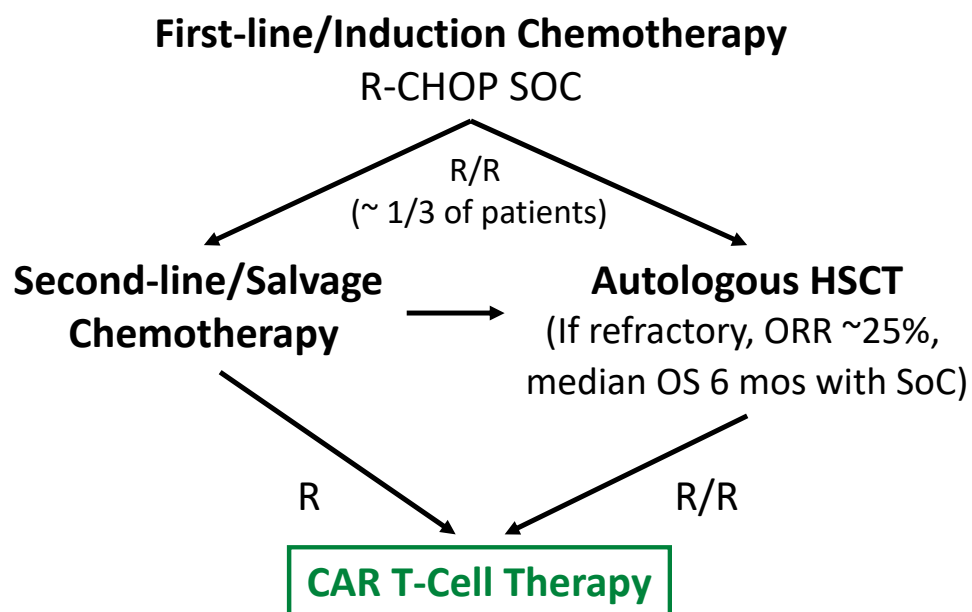 First-line/Induction Chemotherapy
R-CHOP SOC
R/R
(~ 1/3 of patients)
Second-line/Salvage
Chemotherapy
Autologous HSCT
(If refractory, ORR ~25%,
median OS 6 mos with SoC)
R
R/R
CAR T-Cell Therapy